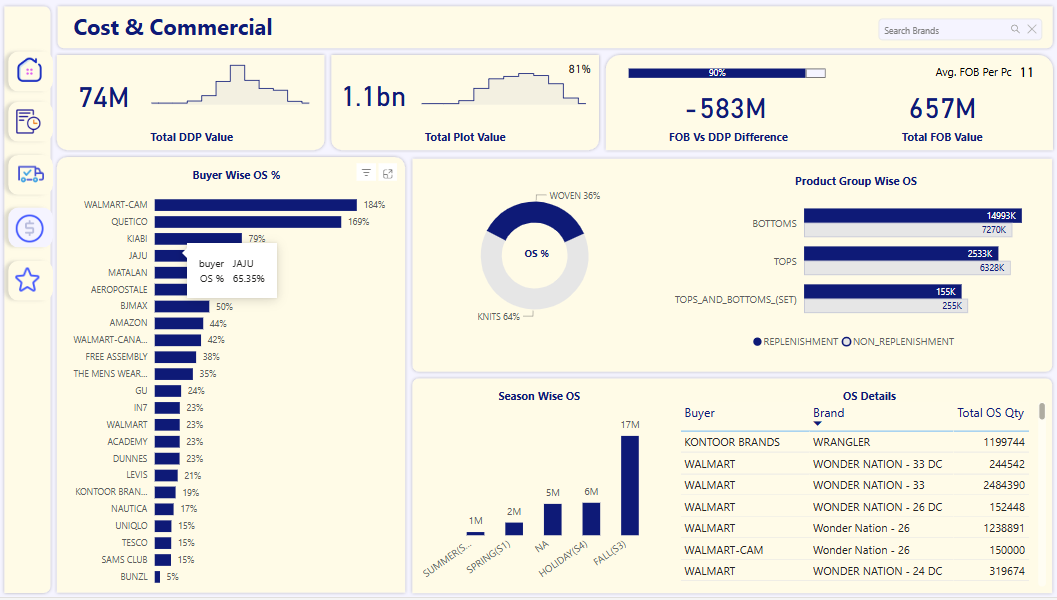 Cost & Commercial
Search Brands
74M
Total DDP Value
81%
1.1bn
Total Plot Value
90%
Avg. FOB Per Pc 11
-583M
FOB Vs DDP Difference
657M
Total FOB Value
Buyer Wise OS %
WALMART-CAM 184%
QUETICO 169%
KIABI 79%
JAJU
MATALAN
AEROPOSTALE
buyer JAJU
OS % 65.35%
BJMAX 50%
AMAZON 44%
WALMART-CANA... 42%
FREE ASSEMBLY 38%
THE MENS WEAR... 35%
GU 24%
IN7 23%
WALMART 23%
ACADEMY 23%
DUNNES 23%
LEVIS 21%
KONTOOR BRAN... 19%
NAUTICA 17%
UNIQLO 15%
TESCO 15%
SAMS CLUB 15%
BUNZL 5%
WOVEN 36%
OS %
KNITS 64%
Product Group Wise OS
BOTTOMS 14993K
7270K
TOPS 2533K
6328K
TOPS_AND_BOTTOMS_(SET) 155K
255K
REPLENISHMENT NON_REPLENISHMENT
Season Wise OS
1M
2M
5M
6M
17M
SUMMER(S...
SPRING(S1)
NA
HOLIDAY(S4)
FALL(S3)
OS Details
Buyer Brand Total OS Qty
KONTOOR BRANDS WRANGLER 1199744
WALMART WONDER NATION - 33 DC 244542
WALMART WONDER NATION - 33 2484390
WALMART WONDER NATION - 26 DC 152448
WALMART Wonder Nation - 26 1238891
WALMART-CAM Wonder Nation - 26 150000
WALMART WONDER NATION - 24 DC 319674